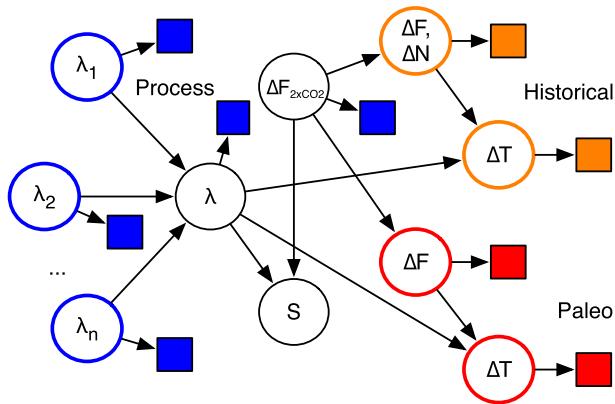 λ1
Process
ΔF2xCO2
ΔF,
ΔN
Historical
ΔT
λ2
λ
...
ΔF
S
Paleo
λn
ΔT